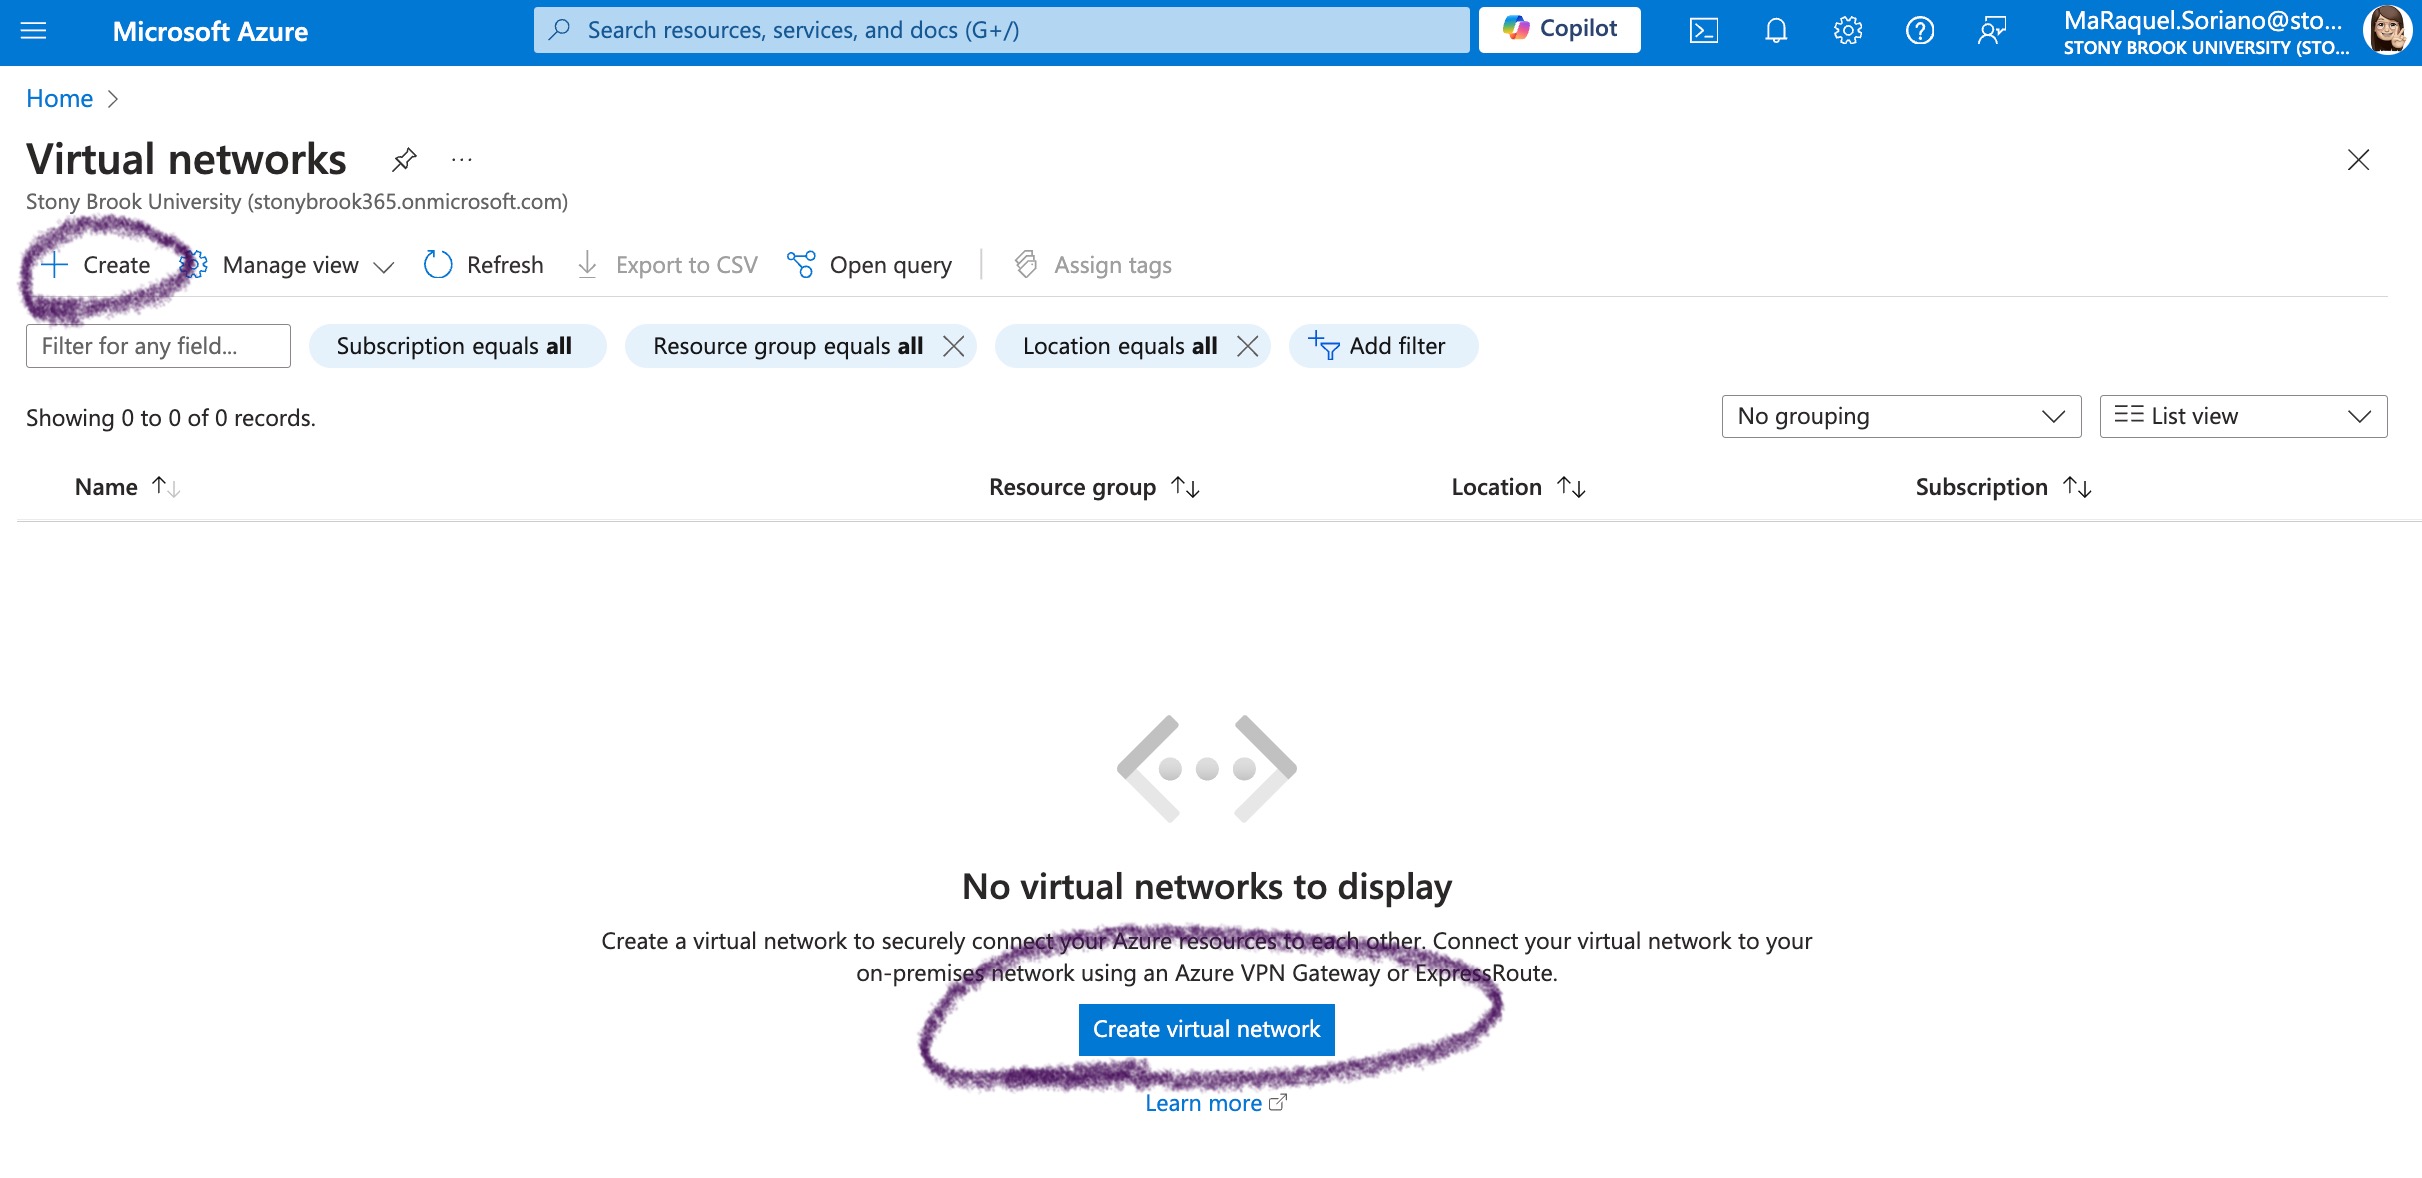 Microsoft Azure
Search resources, services, and docs (G+/)
Copilot
MaRaquel.Soriano@sto...
STONY BROOK UNIVERSITY (STO...
Home
Virtual networks
Stony Brook University (stonybrook365.onmicrosoft.com)
Create
Manage view
Refresh
Export to CSV
Open query
Assign tags
Filter for any field...
Subscription equals all
Resource group equals all
Location equals all
Add filter
Showing 0 to 0 of 0 records.
No grouping
List view
Name
Resource group
Location
Subscription
No virtual networks to display
Create a virtual network to securely connect your Azure resources to each other. Connect your virtual network to your
on-premises network using an Azure VPN Gateway or ExpressRoute.
Create virtual network
Learn more